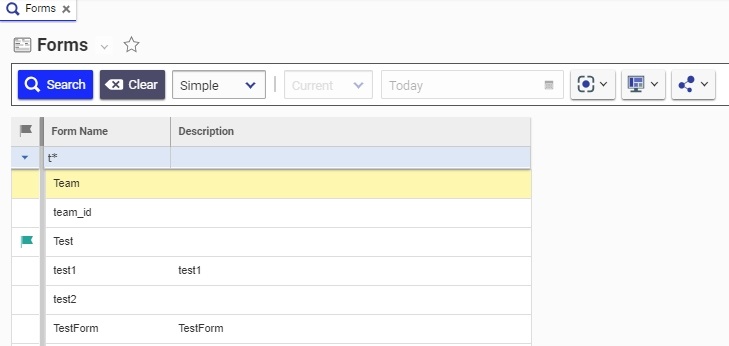 Forms
Forms
Search Clear Simple Current Today
Form Name Description
t*
Team
team_id
Test
test1 test1
test2
TestForm TestForm